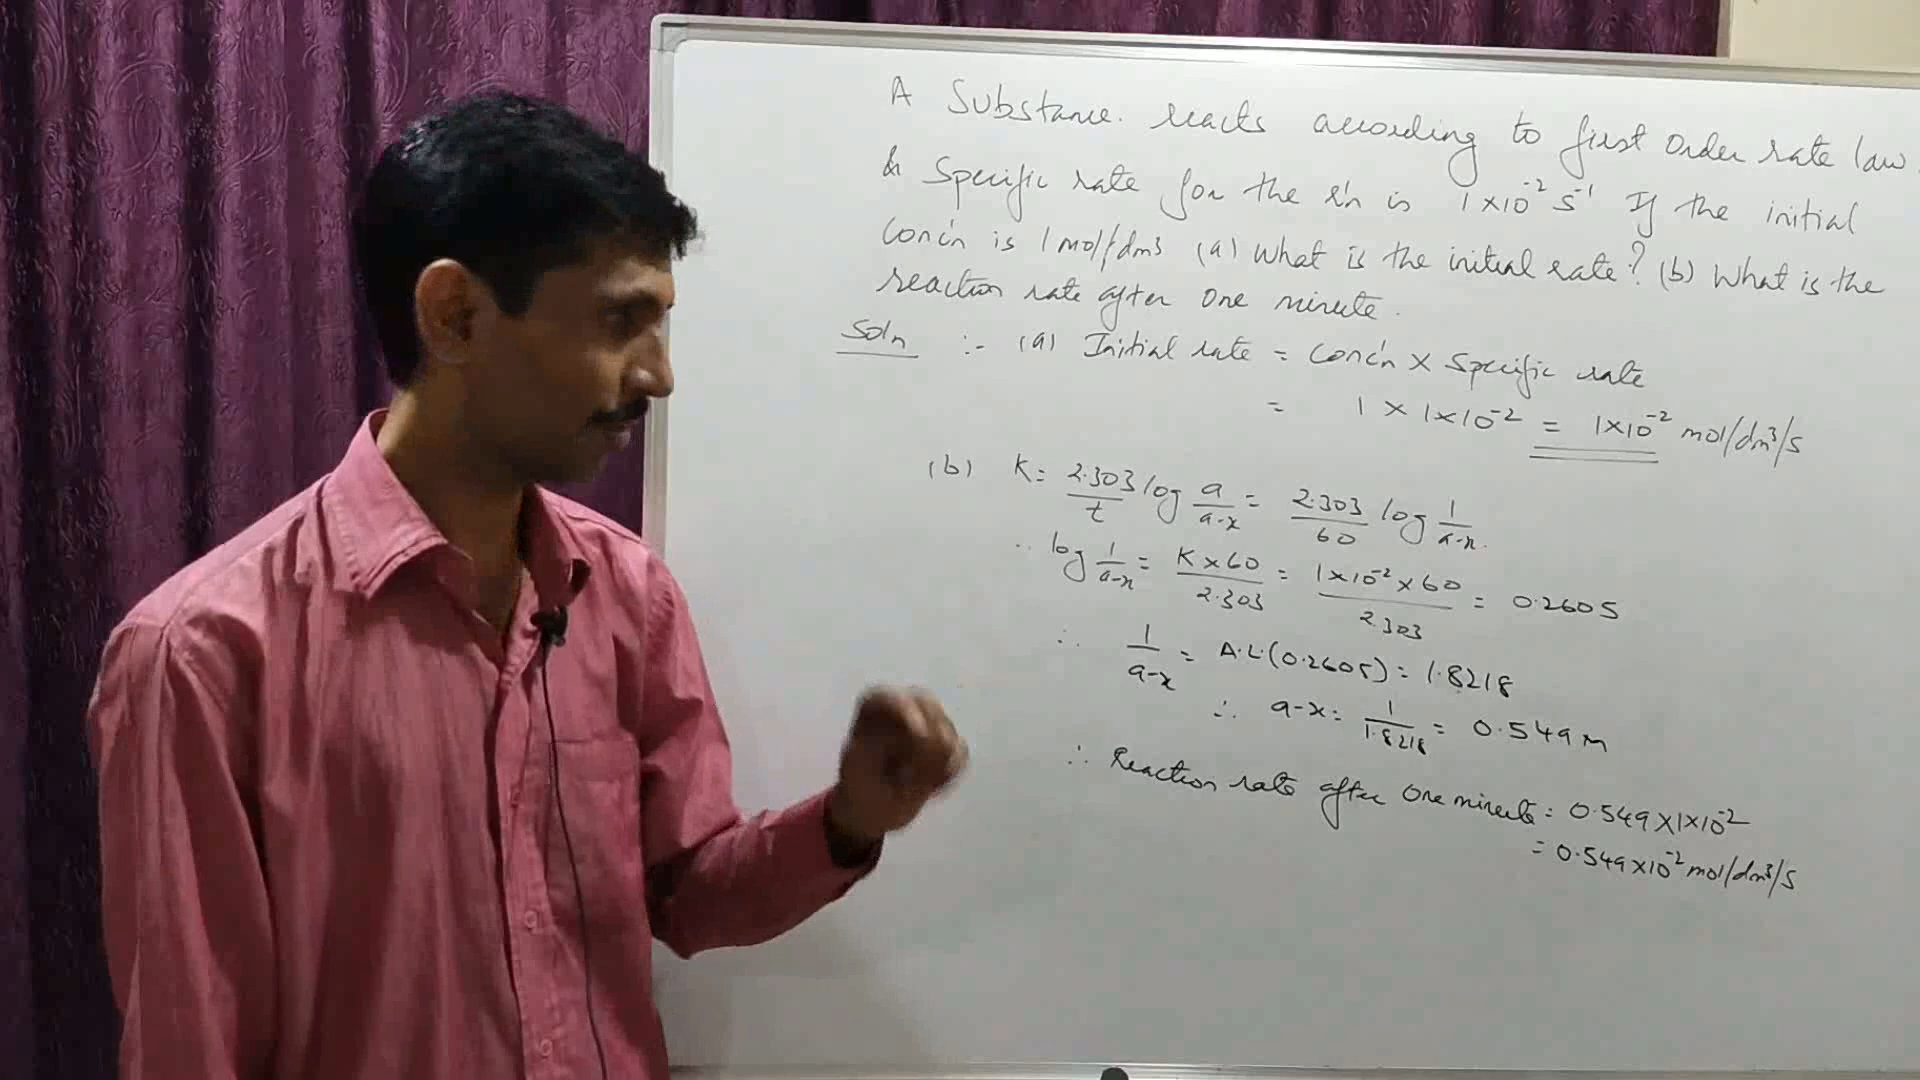 A Substance. reacts according to first order rate law
& Specific rate for the r'n is 1 × 10⁻² S⁻¹ If the initial
Conc'n is 1 mol/dm³ (a) What is the initial rate? (b) What is the
reaction rate after one minute.
Soln :- (a) Initial rate = Conc'n × Specific rate
= 1 × 1×10⁻² = 1×10⁻² mol/dm³/s
(b) K = 2.303/t log a/a-x = 2.303/60 log 1/a-x.
∴ log 1/a-x = K×60/2.303 = 1×10⁻²×60/2.303 = 0.2605
∴ 1/a-x = A.L.(0.2605) = 1.8218
∴ a-x = 1/1.8218 = 0.549 M
∴ Reaction rate after one minute = 0.549×1×10⁻²
= 0.549×10⁻² mol/dm³/s